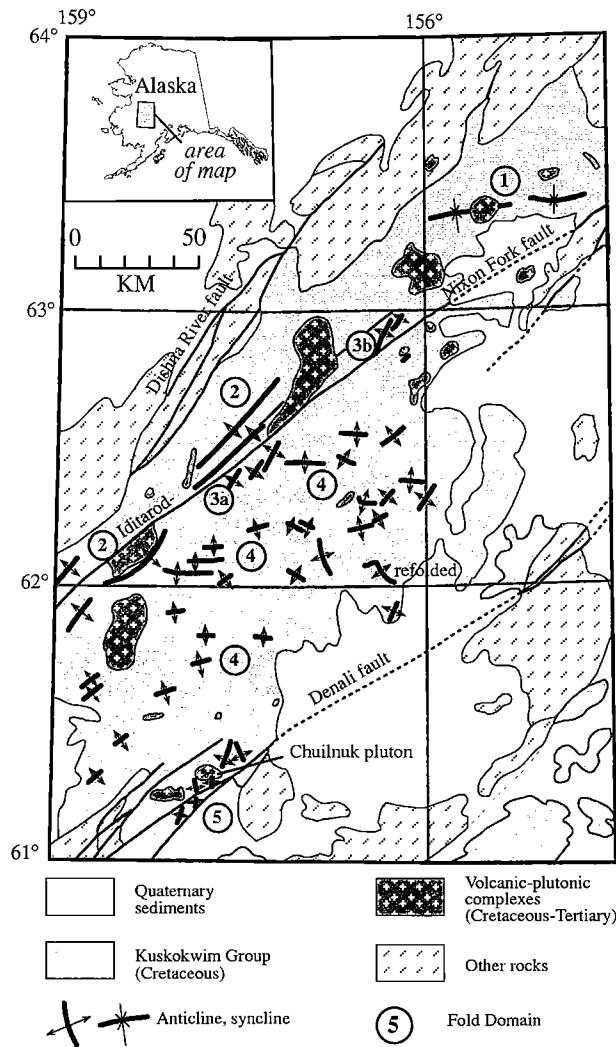 159°
156°
64°
Alaska
area
of map
1
0 50
KM
Nixon Fork fault
63°
Dishna River fault
3b
2
4
3a
Iditarod-
2
4
refolded
62°
4
Denali fault
Chuilnuk pluton
5
61°
Quaternary
sediments
Volcanic-plutonic
complexes
(Cretaceous-Tertiary)
Kuskokwim Group
(Cretaceous)
Other rocks
Anticline, syncline
5 Fold Domain